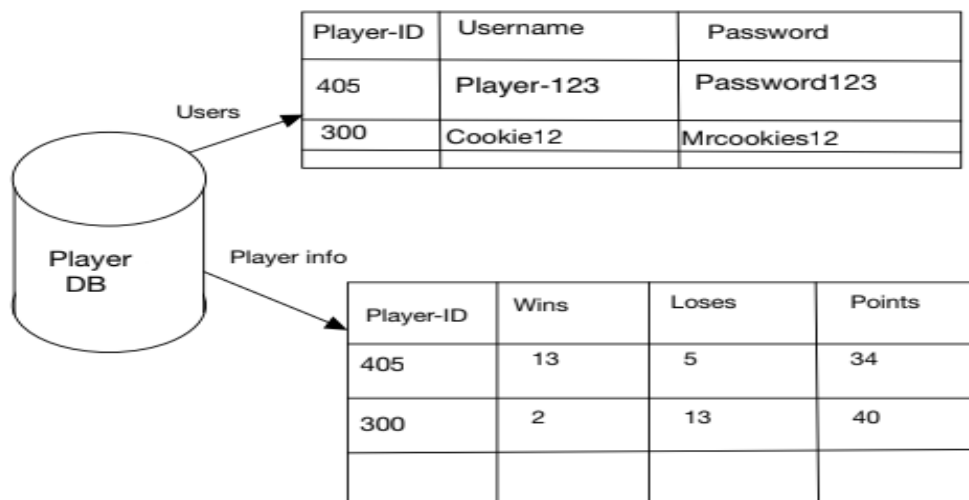 Player-ID Username Password
405 Player-123 Password123
300 Cookie12 Mrcookies12
Users
Player
DB
Player info
Player-ID Wins Loses Points
405 13 5 34
300 2 13 40